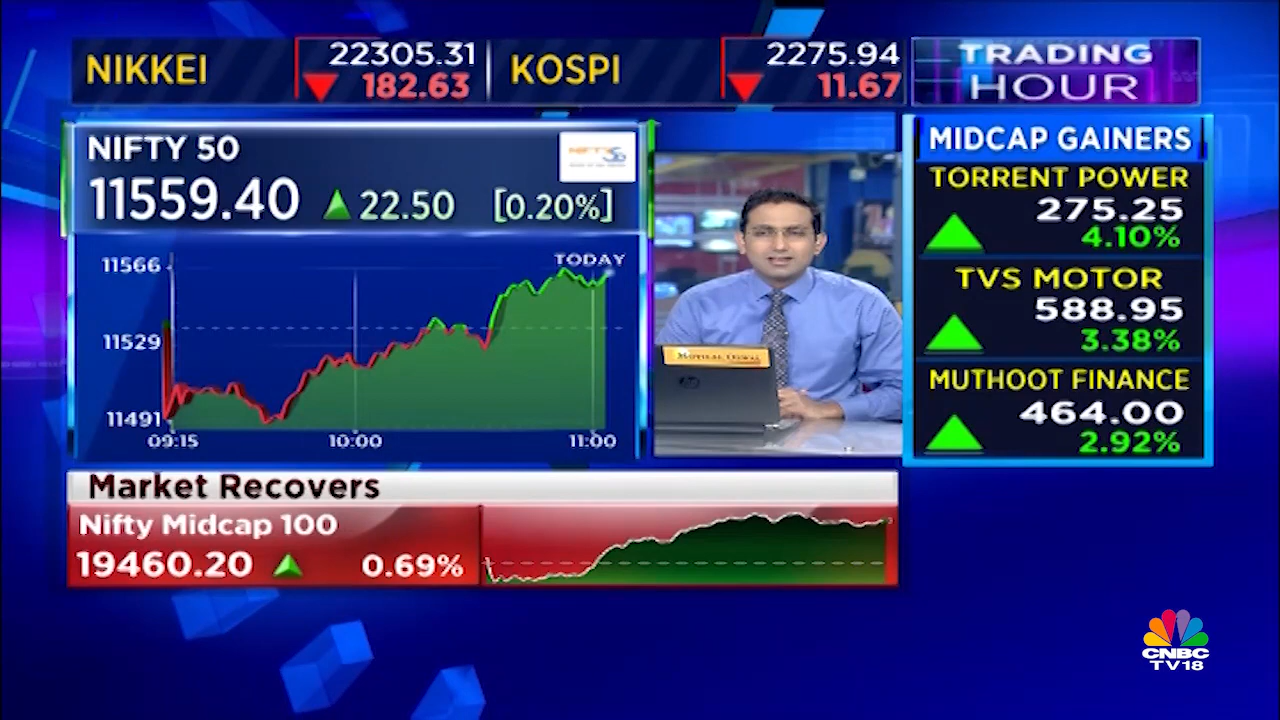 NIKKEI
22305.31
182.63
KOSPI
2275.94
11.67
TRADING
HOUR
NIFTY 50
11559.40 22.50 [0.20%]
TODAY
11566
11529
11491
09:15 10:00 11:00
MOTILAL OSWAL
hp
MIDCAP GAINERS
TORRENT POWER
275.25
4.10%
TVS MOTOR
588.95
3.38%
MUTHOOT FINANCE
464.00
2.92%
Market Recovers
Nifty Midcap 100
19460.20 0.69%
CNBC
TV18